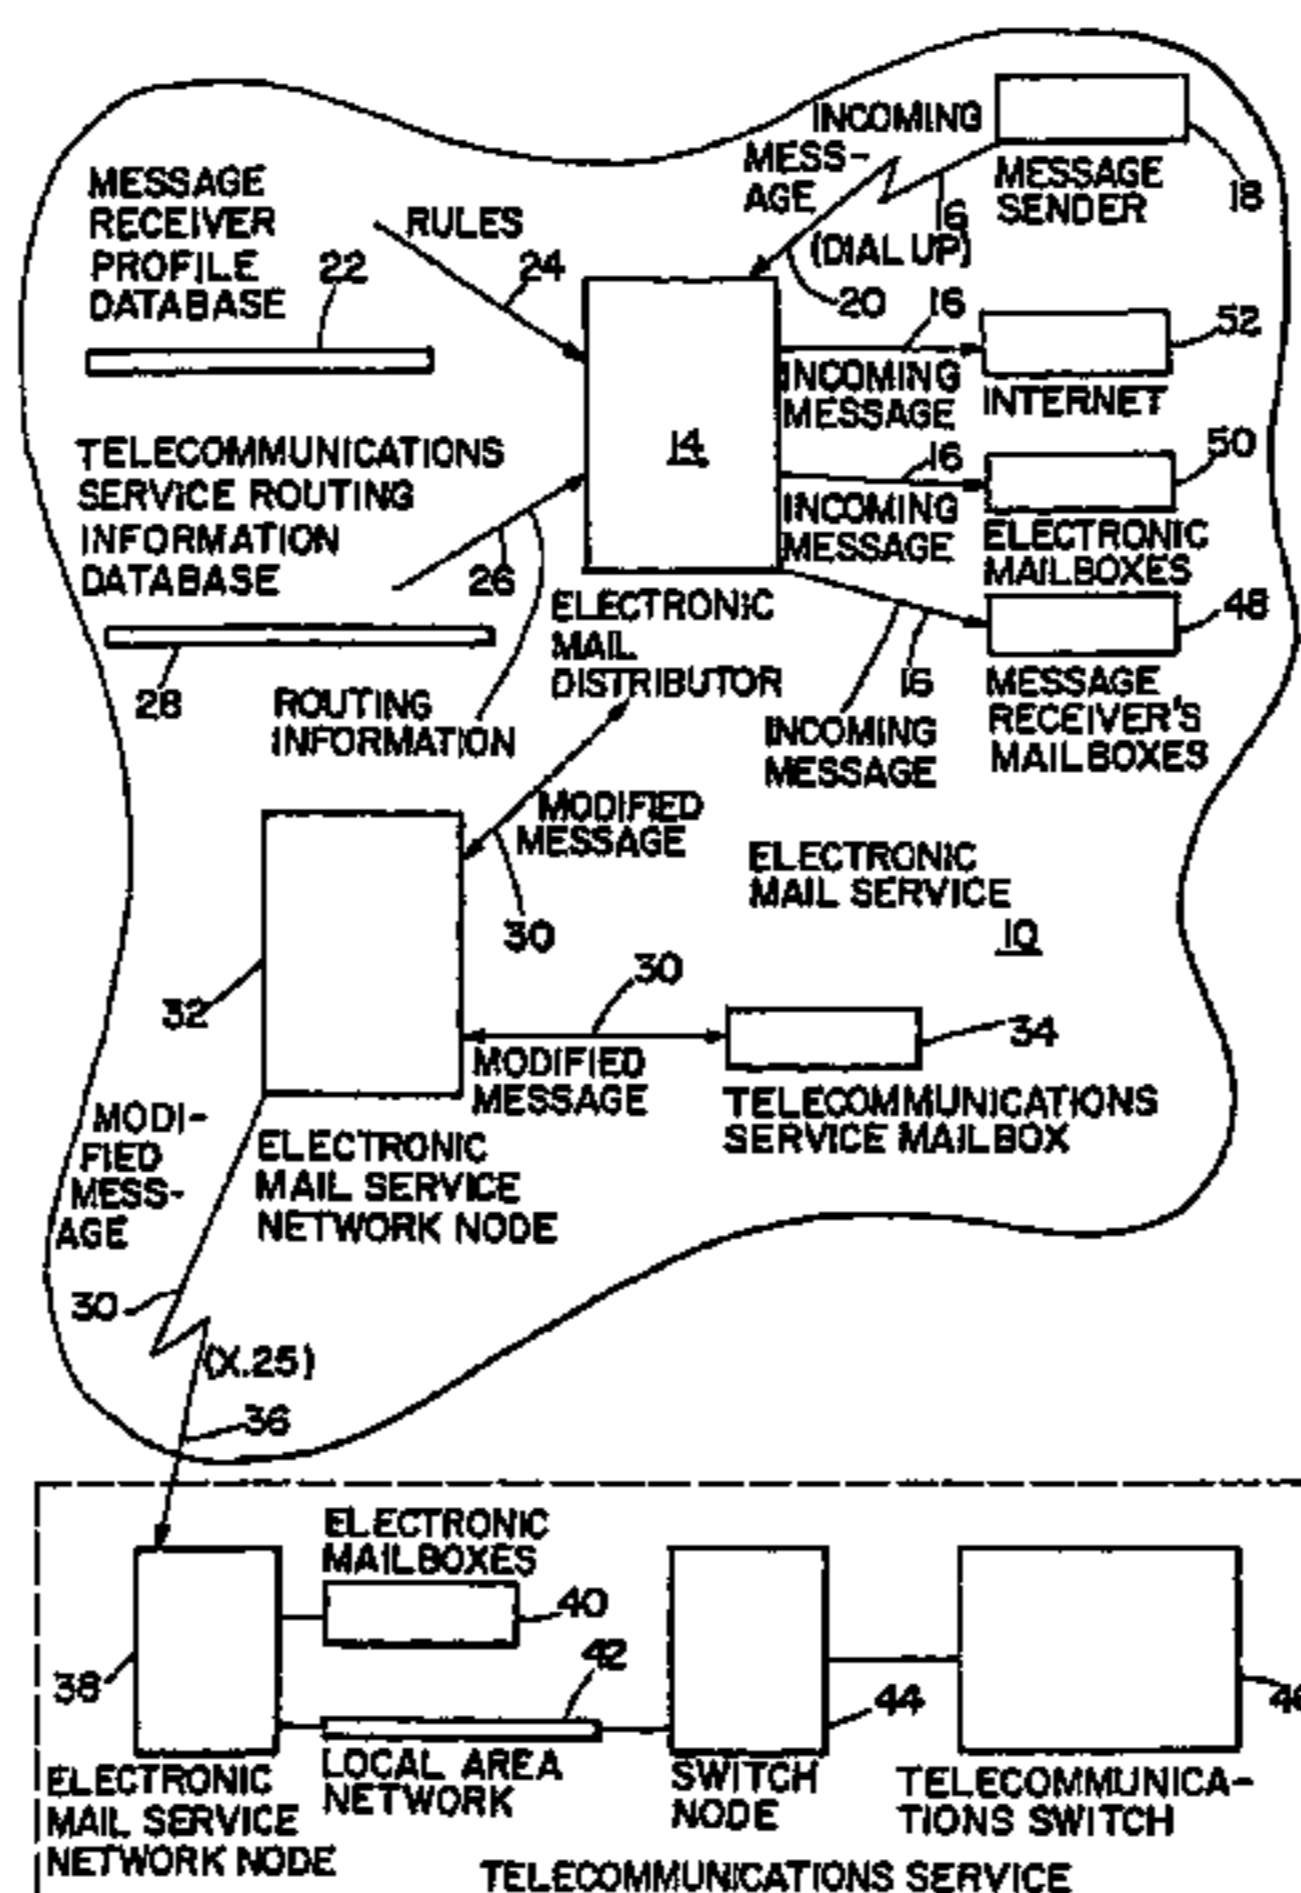 INCOMING
MESS-
AGE
(DIAL UP)
16
20
MESSAGE
SENDER
18
MESSAGE
RECEIVER
PROFILE
DATABASE
22
RULES
24
14
16
INCOMING
MESSAGE
INTERNET
52
TELECOMMUNICATIONS
SERVICE ROUTING
INFORMATION
DATABASE
26
28
16
INCOMING
MESSAGE
ELECTRONIC
MAILBOXES
50
ELECTRONIC
MAIL
DISTRIBUTOR
ROUTING
INFORMATION
16
INCOMING
MESSAGE
MESSAGE
RECEIVER'S
MAILBOXES
48
MODIFIED
MESSAGE
30
ELECTRONIC
MAIL SERVICE
10
32
30
MODIFIED
MESSAGE
34
TELECOMMUNICATIONS
SERVICE MAILBOX
MODI-
FIED
MESS-
AGE
ELECTRONIC
MAIL SERVICE
NETWORK NODE
30
(X.25)
36
ELECTRONIC
MAILBOXES
40
38
42
44
ELECTRONIC
MAIL SERVICE
NETWORK NODE
LOCAL AREA
NETWORK
SWITCH
NODE
TELECOMMUNICA-
TIONS SWITCH
TELECOMMUNICATIONS SERVICE